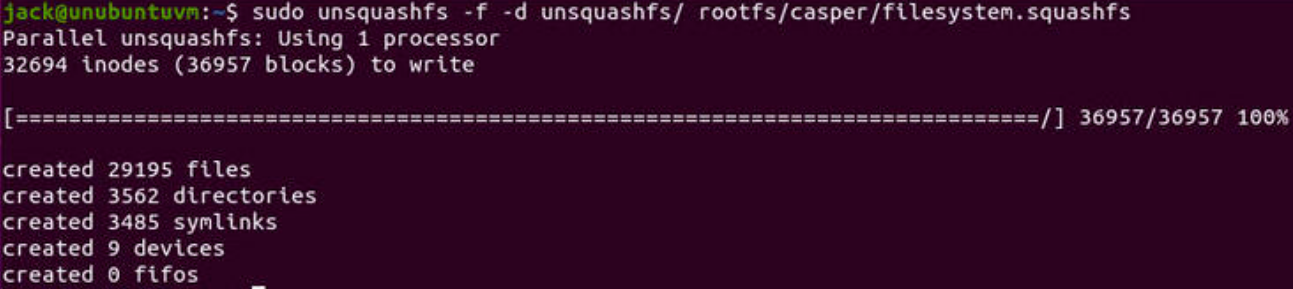 jack@unubuntuvm:~$ sudo unsquashfs -f -d unsquashfs/ rootfs/casper/filesystem.squashfs
Parallel unsquashfs: Using 1 processor
32694 inodes (36957 blocks) to write
[==============================================================================/] 36957/36957 100%
created 29195 files
created 3562 directories
created 3485 symlinks
created 9 devices
created 0 fifos